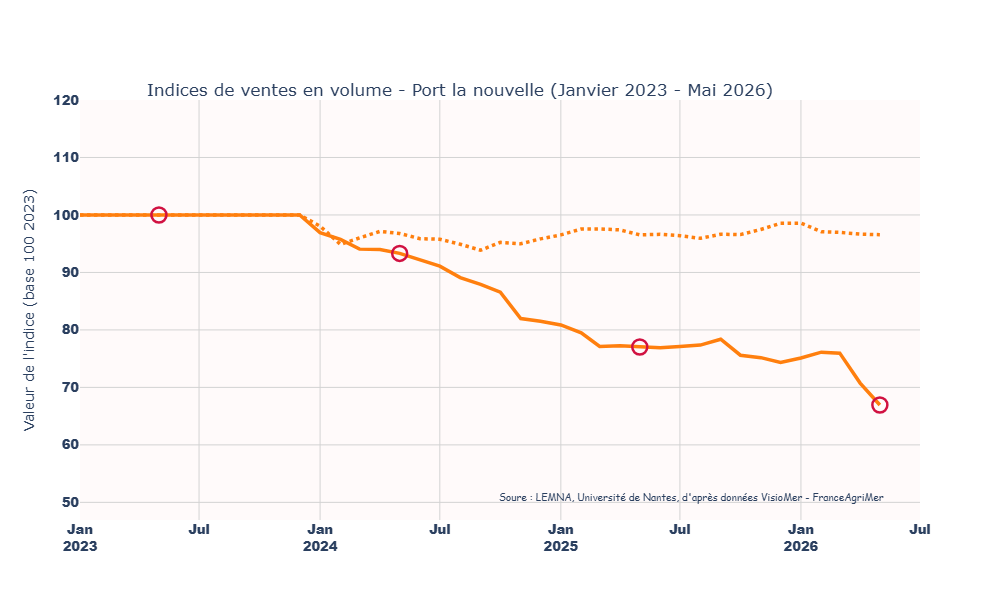 Indices de ventes en volume - Port la nouvelle (Janvier 2023 - Mai 2026)
Valeur de l'indice (base 100 2023)
120
110
100
90
80
70
60
50
Soure : LEMNA, Université de Nantes, d'après données VisioMer - FranceAgriMer
Jan Jul Jan Jul Jan Jul Jan Jul
2023 2024 2025 2026